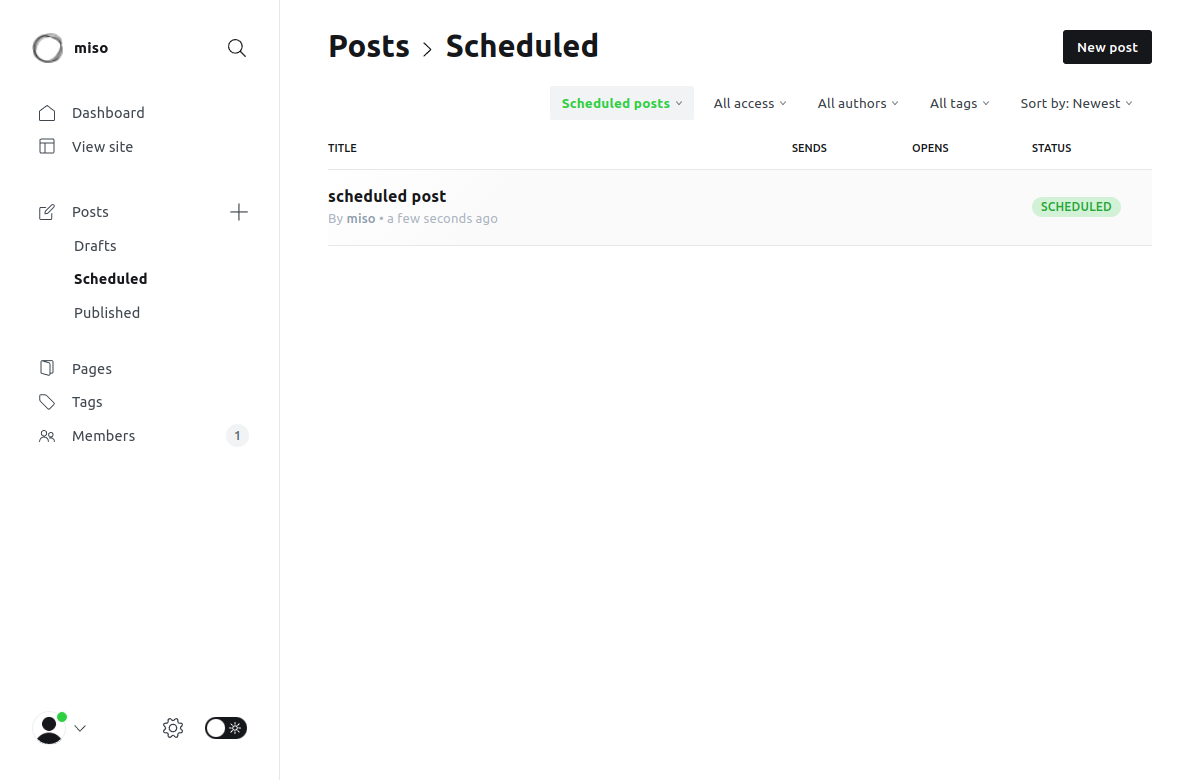 miso
Dashboard
View site
Posts
Drafts
Scheduled
Published
Pages
Tags
Members 1
Posts > Scheduled
New post
Scheduled posts All access All authors All tags Sort by: Newest
TITLE SENDS OPENS STATUS
scheduled post
By miso • a few seconds ago
SCHEDULED